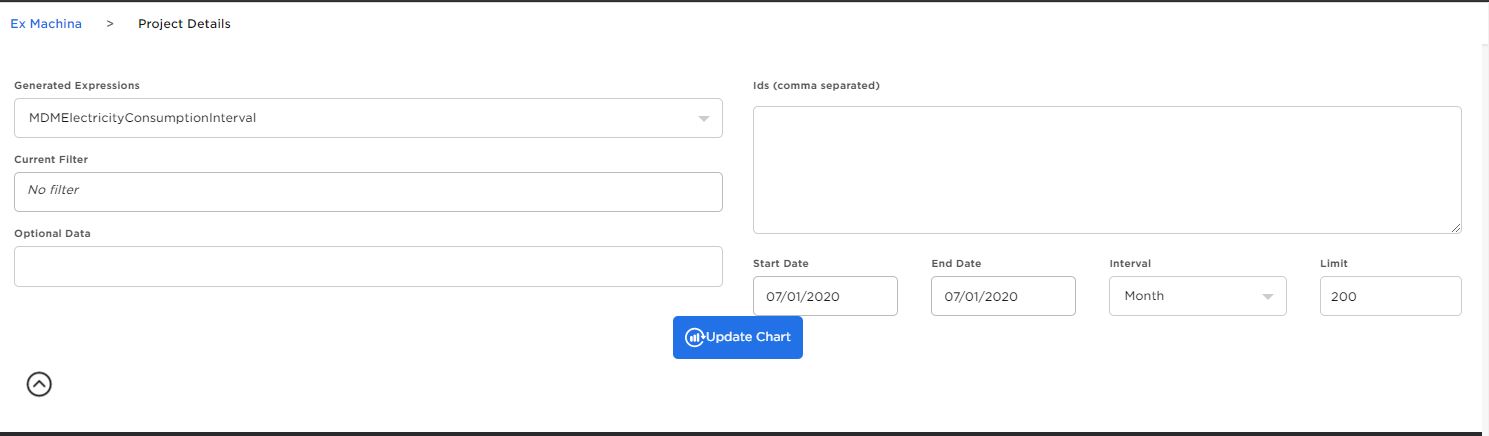 Ex Machina > Project Details
Generated Expressions
MDMElectricityConsumptionInterval
Current Filter
No filter
Optional Data
Ids (comma separated)
Start Date End Date Interval Limit
07/01/2020 07/01/2020 Month 200
Update Chart